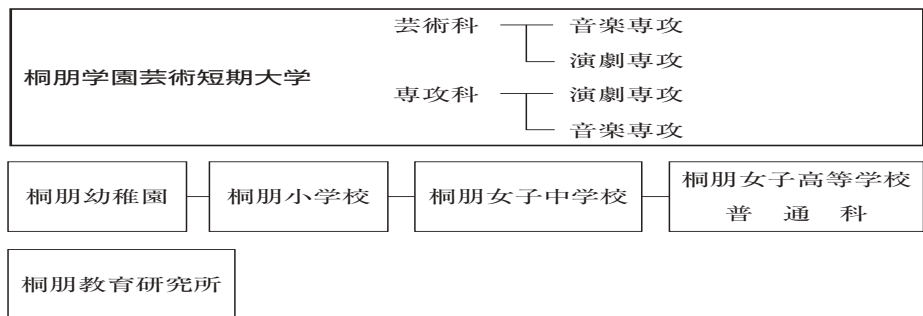 芸術科 音楽専攻
演劇専攻
桐朋学園芸術短期大学
専攻科 演劇専攻
音楽専攻
桐朋幼稚園 桐朋小学校 桐朋女子中学校 桐朋女子高等学校
普通科
桐朋教育研究所